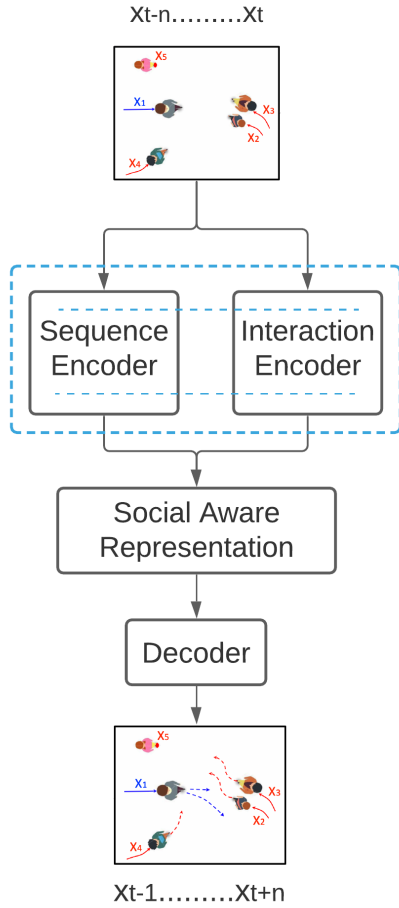 Xt-n.........Xt
X5
X1
X3
X2
X4
Sequence
Encoder
Interaction
Encoder
Social Aware
Representation
Decoder
X5
X1
X3
X2
X4
Xt-1.........Xt+n